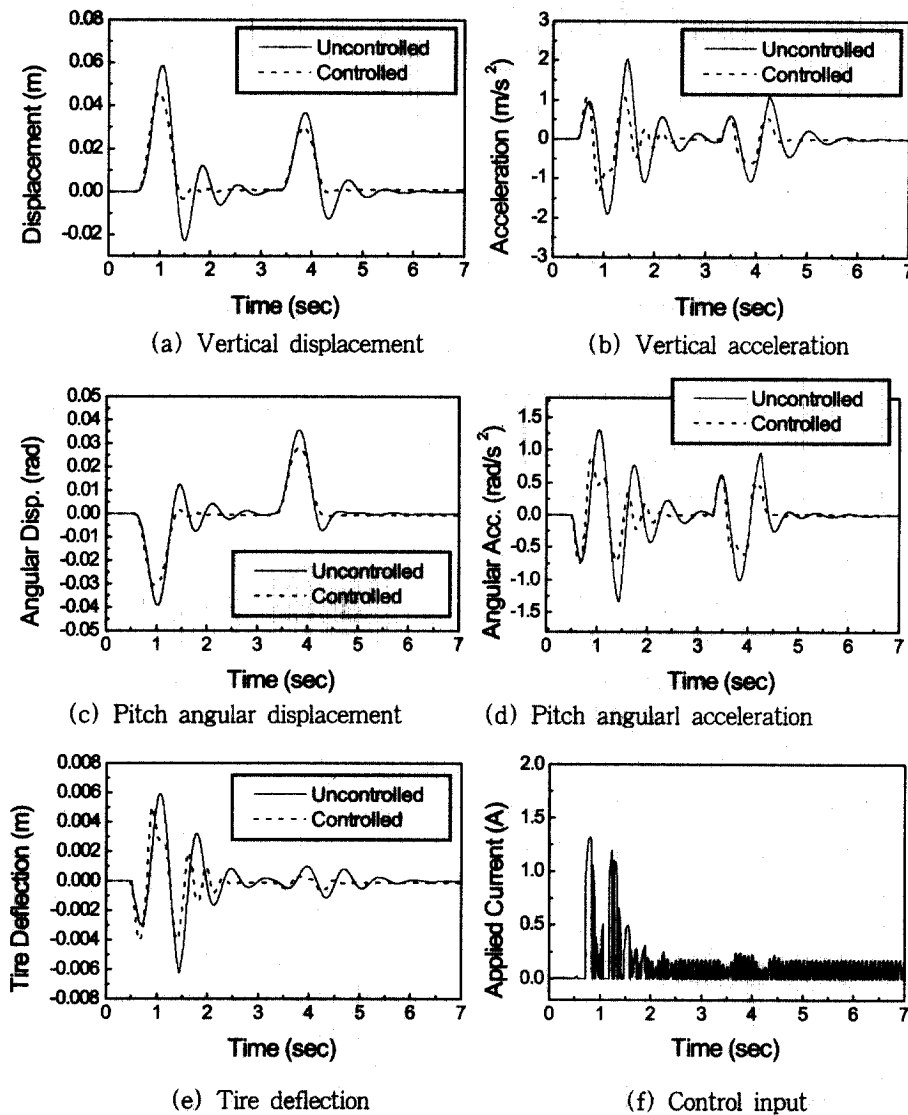 Displacement (m)
0.08
0.06
0.04
0.02
0.00
-0.02
Uncontrolled
Controlled
0 1 2 3 4 5 6 7
Time (sec)
(a) Vertical displacement
Acceleration (m/s²)
3
2
1
0
-1
-2
-3
Uncontrolled
Controlled
0 1 2 3 4 5 6 7
Time (sec)
(b) Vertical acceleration
Angular Disp. (rad)
0.05
0.04
0.03
0.02
0.01
0.00
-0.01
-0.02
-0.03
-0.04
-0.05
Uncontrolled
Controlled
0 1 2 3 4 5 6 7
Time (sec)
(c) Pitch angular displacement
Angular Acc. (rad/s²)
1.5
1.0
0.5
0.0
-0.5
-1.0
-1.5
Uncontrolled
Controlled
0 1 2 3 4 5 6 7
Time (sec)
(d) Pitch angularl acceleration
Tire Deflection (m)
0.008
0.006
0.004
0.002
0.000
-0.002
-0.004
-0.006
-0.008
Uncontrolled
Controlled
0 1 2 3 4 5 6 7
Time (sec)
(e) Tire deflection
Applied Current (A)
2.0
1.5
1.0
0.5
0.0
0 1 2 3 4 5 6 7
Time (sec)
(f) Control input